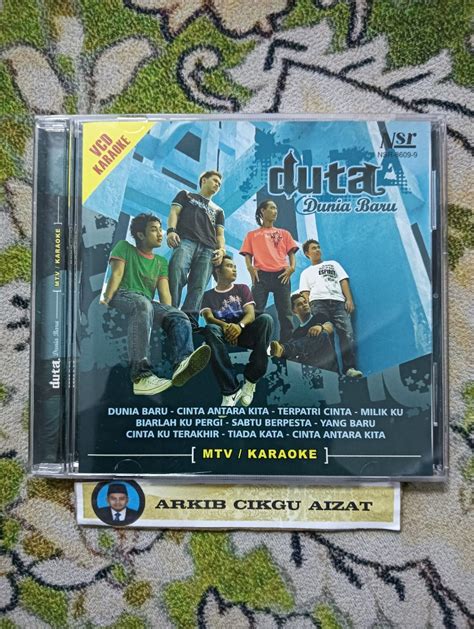 VCD
KARAOKE
Nsr
duta
Dunia Baru
DUNIA BARU - CINTA ANTARA KITA - TERPATRI CINTA - MILIK KU
BIARLAH KU PERGI - SABTU BERPESTA - YANG BARU
CINTA KU TERAKHIR - TIADA KATA - CINTA ANTARA KITA
[ MTV / KARAOKE ]
duta Dunia Baru [ MTV / KARAOKE ]
ARKIB CIKGU AIZAT